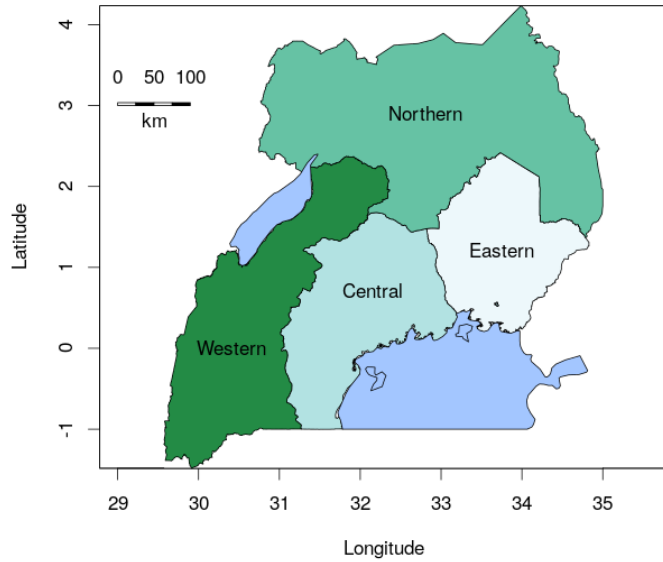 4
0 50 100
km
3
Northern
2
Latitude
Eastern
1
Central
Western
0
-1
29 30 31 32 33 34 35
Longitude